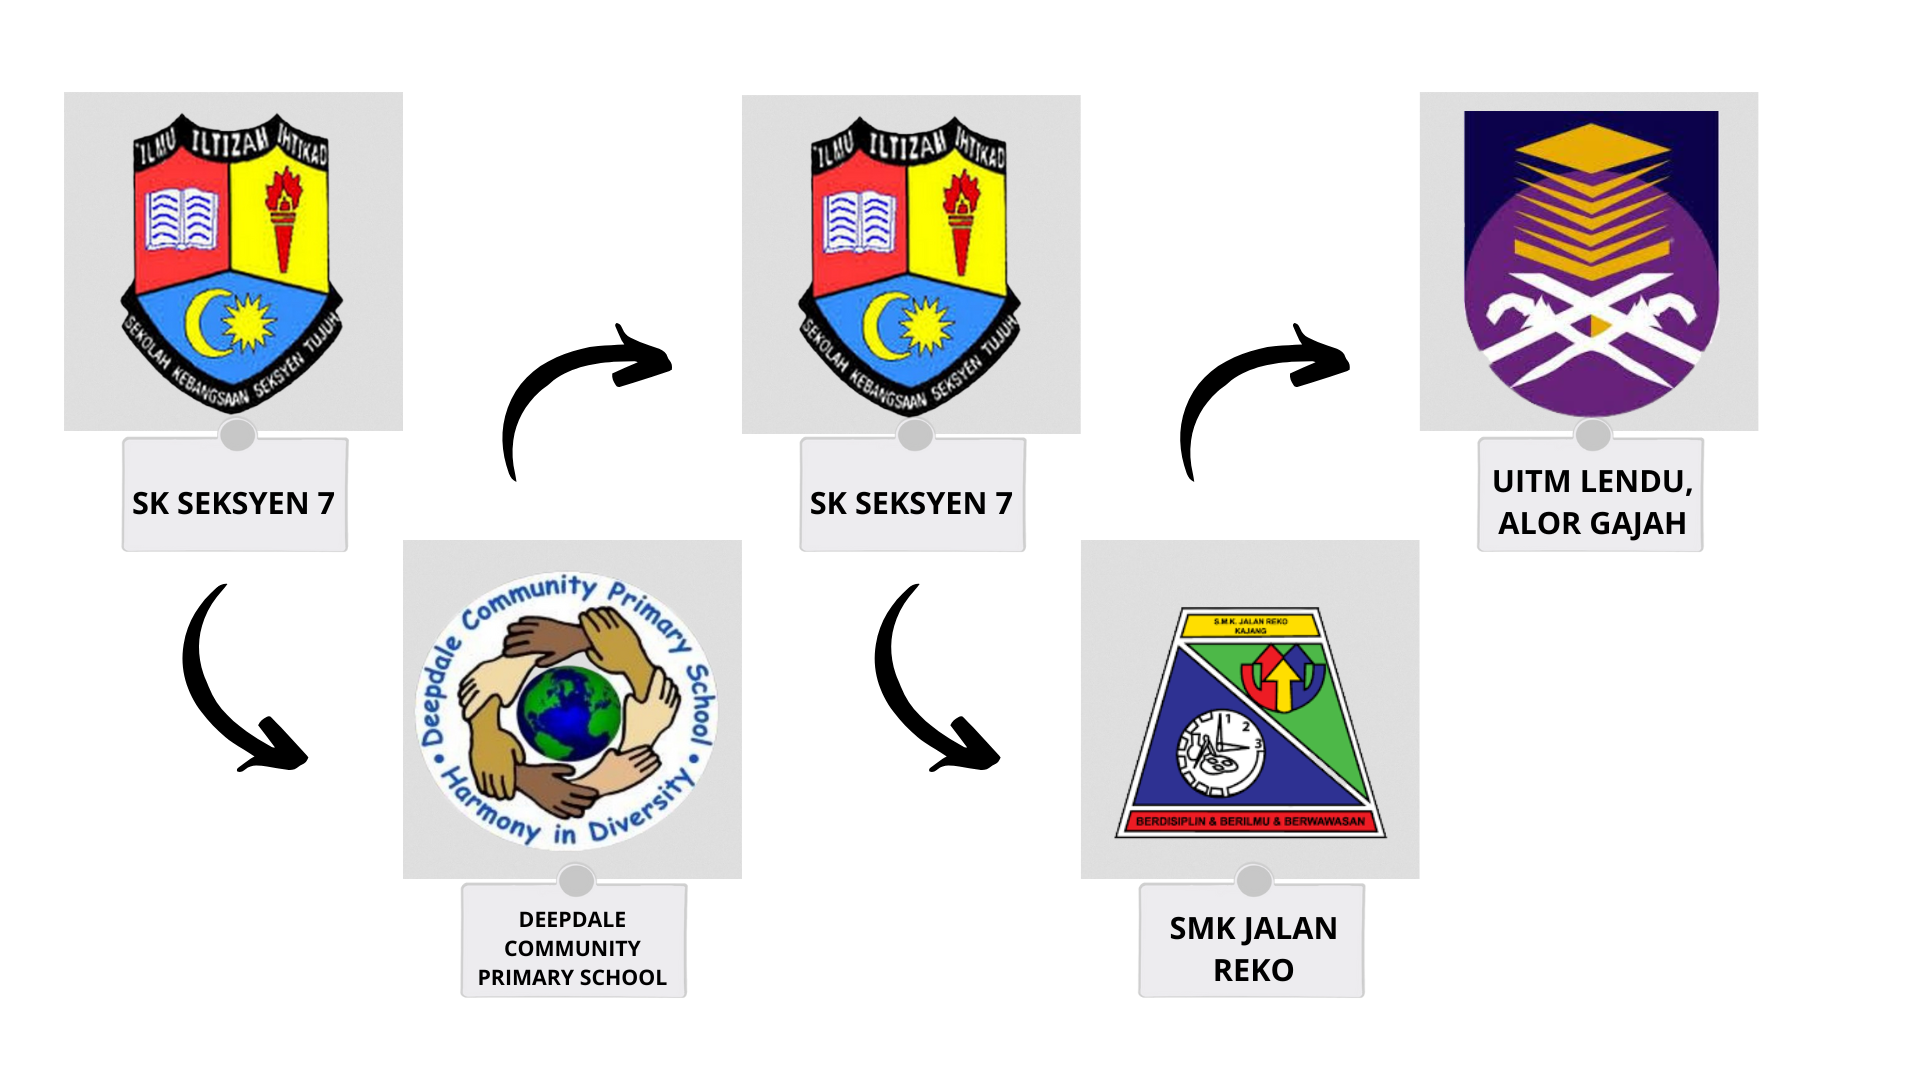 ILMU ILTIZAM IHTIKAD
SEKOLAH KEBANGSAAN SEKSYEN TUJUH
SK SEKSYEN 7
Deepdale Community Primary School
Harmony in Diversity
DEEPDALE
COMMUNITY
PRIMARY SCHOOL
ILMU ILTIZAM IHTIKAD
SEKOLAH KEBANGSAAN SEKSYEN TUJUH
SK SEKSYEN 7
S.M.K. JALAN REKO
KAJANG
1
2
3
BERDISIPLIN & BERILMU & BERWAWASAN
SMK JALAN
REKO
UITM LENDU,
ALOR GAJAH